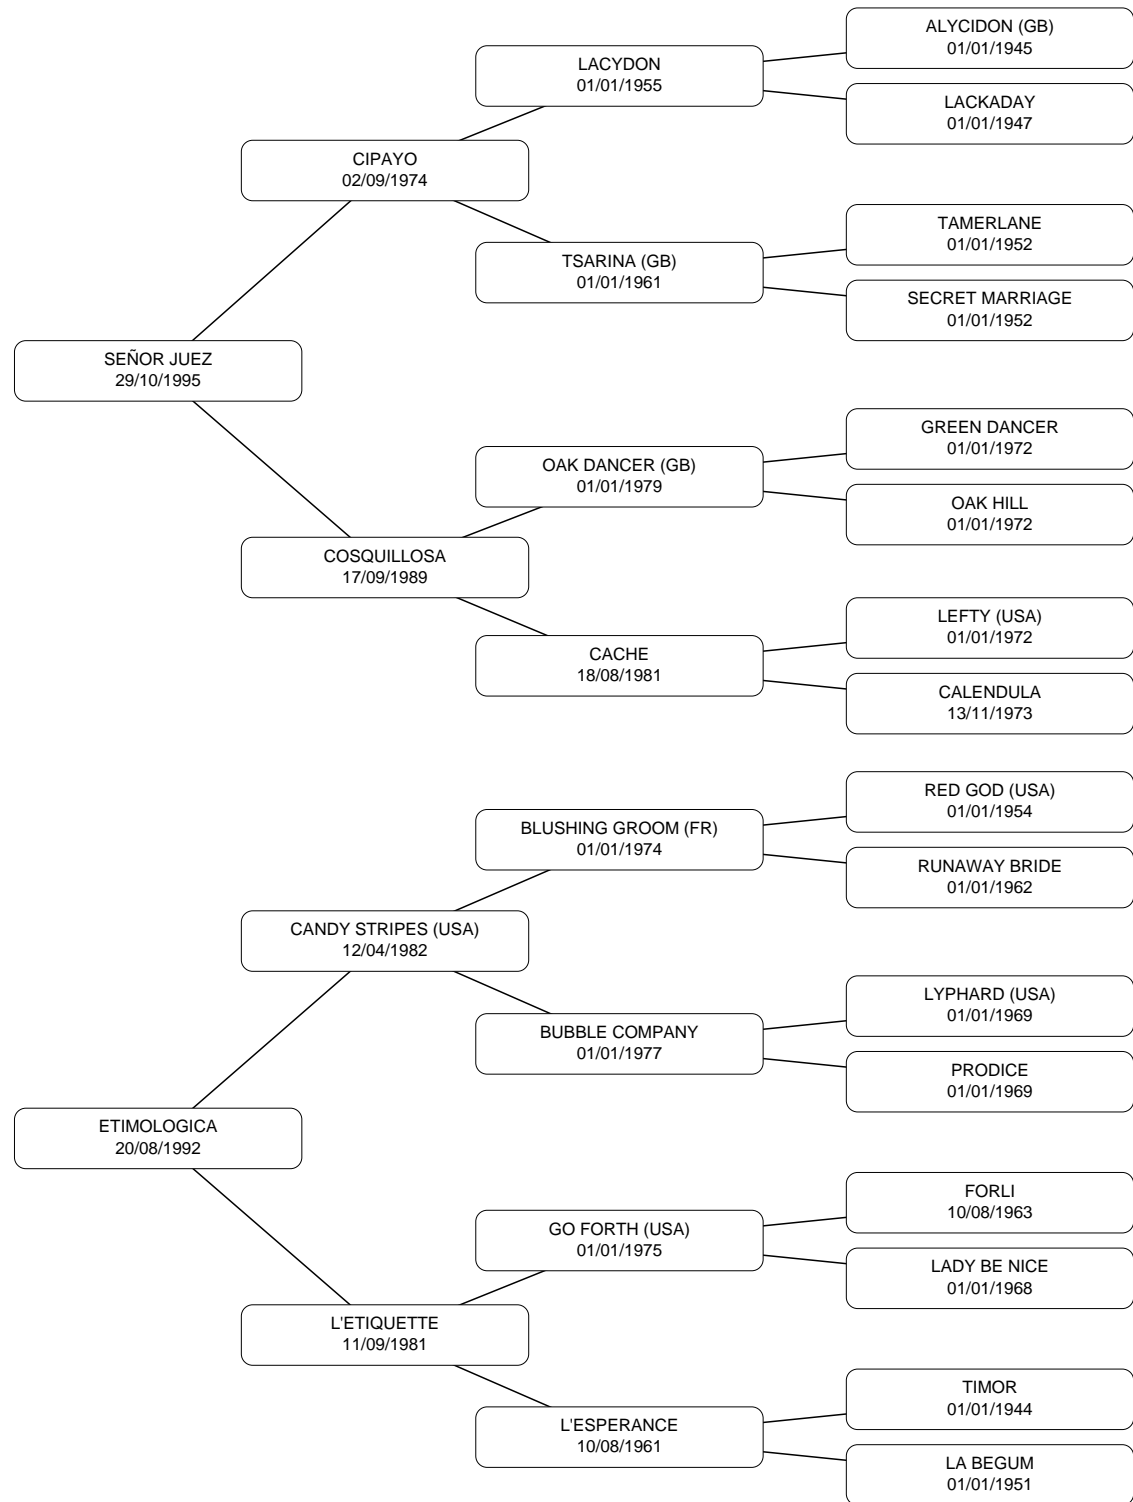 ALYCIDON (GB)
01/01/1945
LACYDON
01/01/1955
LACKADAY
01/01/1947
CIPAYO
02/09/1974
TAMERLANE
01/01/1952
TSARINA (GB)
01/01/1961
SECRET MARRIAGE
01/01/1952
SEÑOR JUEZ
29/10/1995
GREEN DANCER
01/01/1972
OAK DANCER (GB)
01/01/1979
OAK HILL
01/01/1972
COSQUILLOSA
17/09/1989
LEFTY (USA)
01/01/1972
CACHE
18/08/1981
CALENDULA
13/11/1973
RED GOD (USA)
01/01/1954
BLUSHING GROOM (FR)
01/01/1974
RUNAWAY BRIDE
01/01/1962
CANDY STRIPES (USA)
12/04/1982
LYPHARD (USA)
01/01/1969
BUBBLE COMPANY
01/01/1977
PRODICE
01/01/1969
ETIMOLOGICA
20/08/1992
FORLI
10/08/1963
GO FORTH (USA)
01/01/1975
LADY BE NICE
01/01/1968
L'ETIQUETTE
11/09/1981
TIMOR
01/01/1944
L'ESPERANCE
10/08/1961
LA BEGUM
01/01/1951